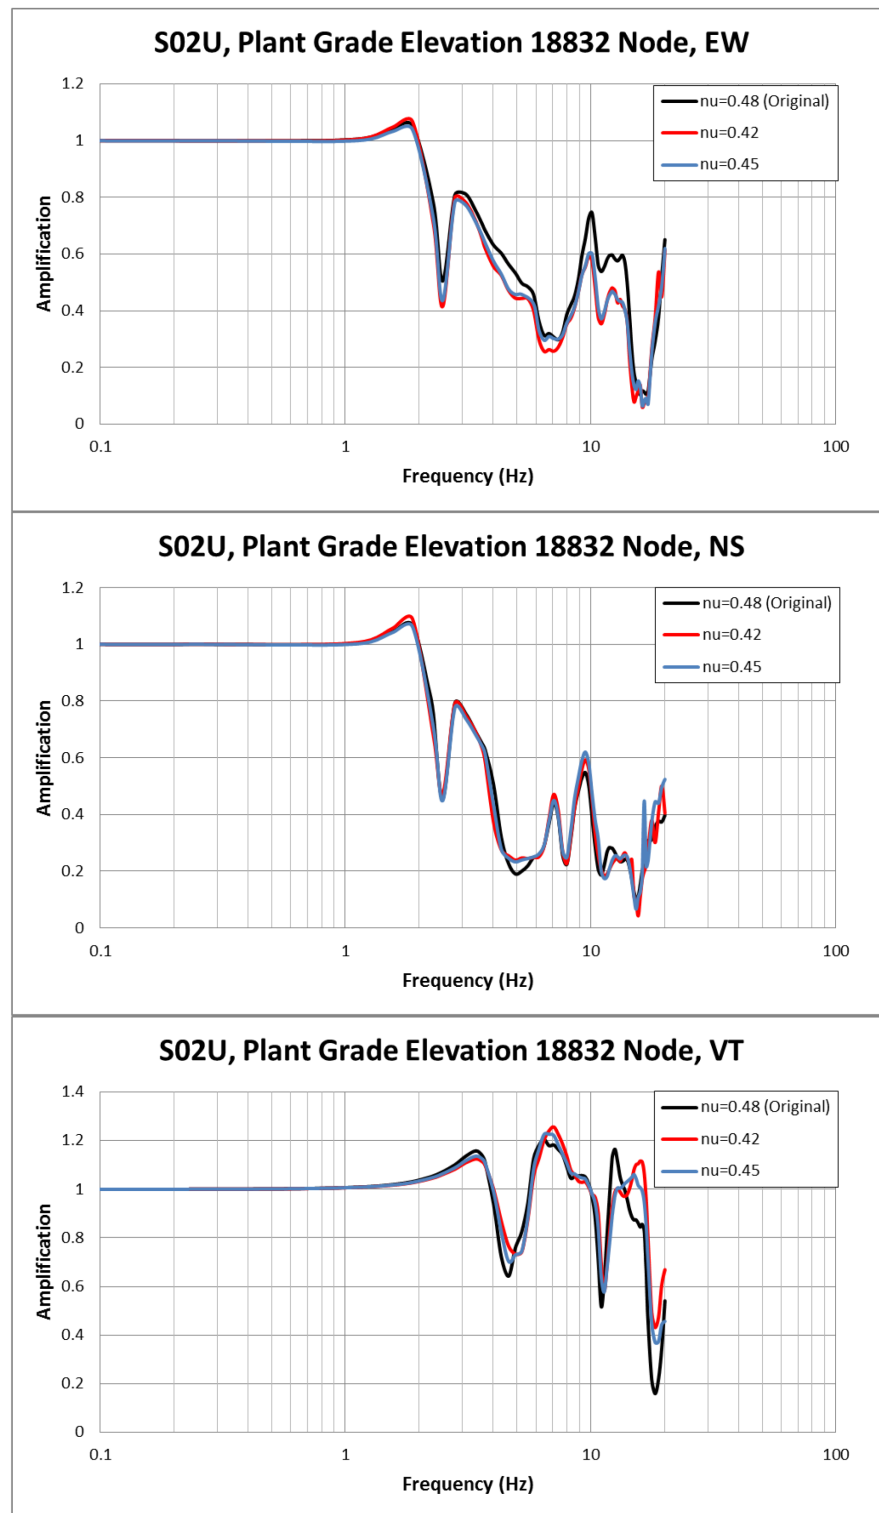 S02U, Plant Grade Elevation 18832 Node, EW
1.2
nu=0.48 (Original)
1
nu=0.42
nu=0.45
0.8
Amplification
0.6
0.4
0.2
0
0.1
1
10
100
Frequency (Hz)
S02U, Plant Grade Elevation 18832 Node, NS
1.2
nu=0.48 (Original)
1
nu=0.42
nu=0.45
0.8
Amplification
0.6
0.4
0.2
0
0.1
1
10
100
Frequency (Hz)
S02U, Plant Grade Elevation 18832 Node, VT
1.4
nu=0.48 (Original)
1.2
nu=0.42
nu=0.45
1
0.8
Amplification
0.6
0.4
0.2
0
0.1
1
10
100
Frequency (Hz)